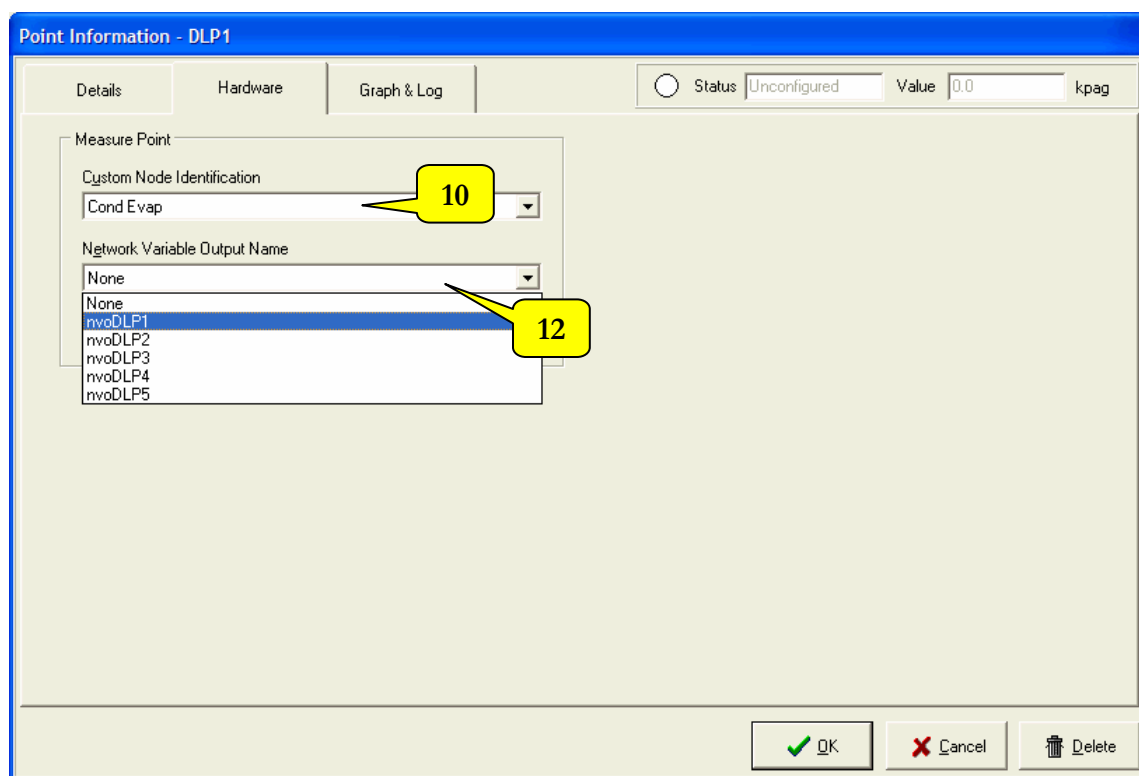 Point Information - DLP1
Details Hardware Graph & Log Status Unconfigured Value 0.0 kpag
Measure Point
Custom Node Identification
Cond Evap
10
Network Variable Output Name
None
None
nvoDLP1
12
nvoDLP2
nvoDLP3
nvoDLP4
nvoDLP5
OK Cancel Delete